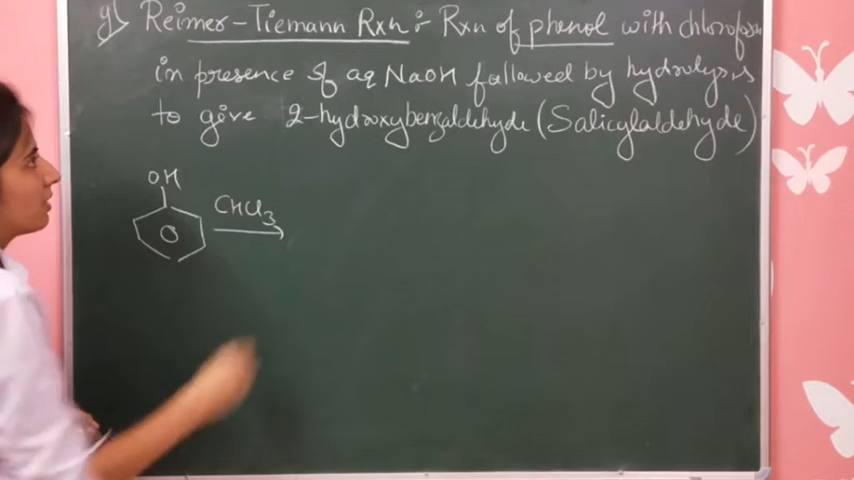 g) Reimer-Tiemann Rxn :- Rxn of phenol with chloroform
in presence of aq NaOH followed by hydrolysis
to give 2-hydroxybenzaldehyde (Salicylaldehyde)
OH
CHCl3